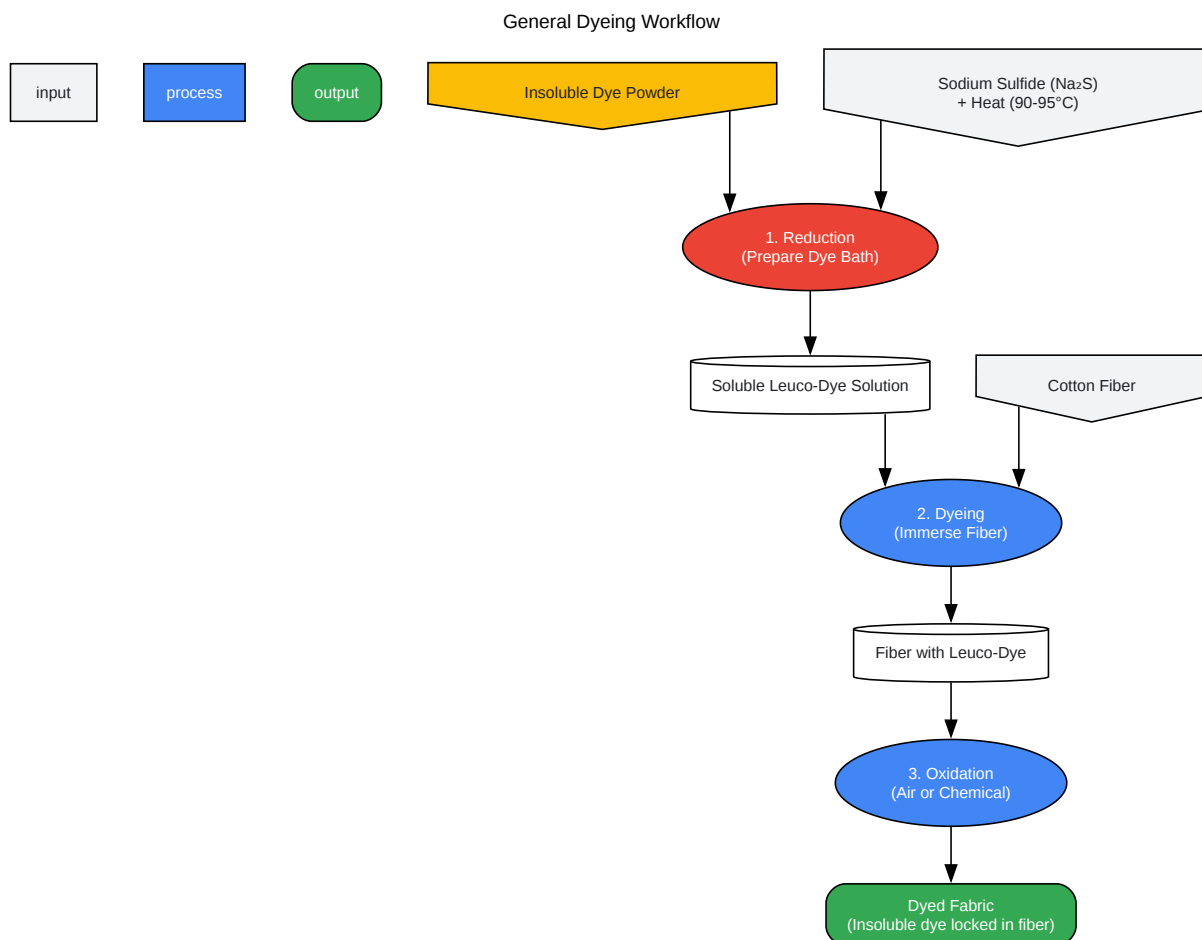 General Dyeing Workflow
input
process
output
Insoluble Dye Powder
Sodium Sulfide (Na₂S)
+ Heat (90-95°C)
1. Reduction
(Prepare Dye Bath)
Soluble Leuco-Dye Solution
Cotton Fiber
2. Dyeing
(Immerse Fiber)
Fiber with Leuco-Dye
3. Oxidation
(Air or Chemical)
Dyed Fabric
(Insoluble dye locked in fiber)